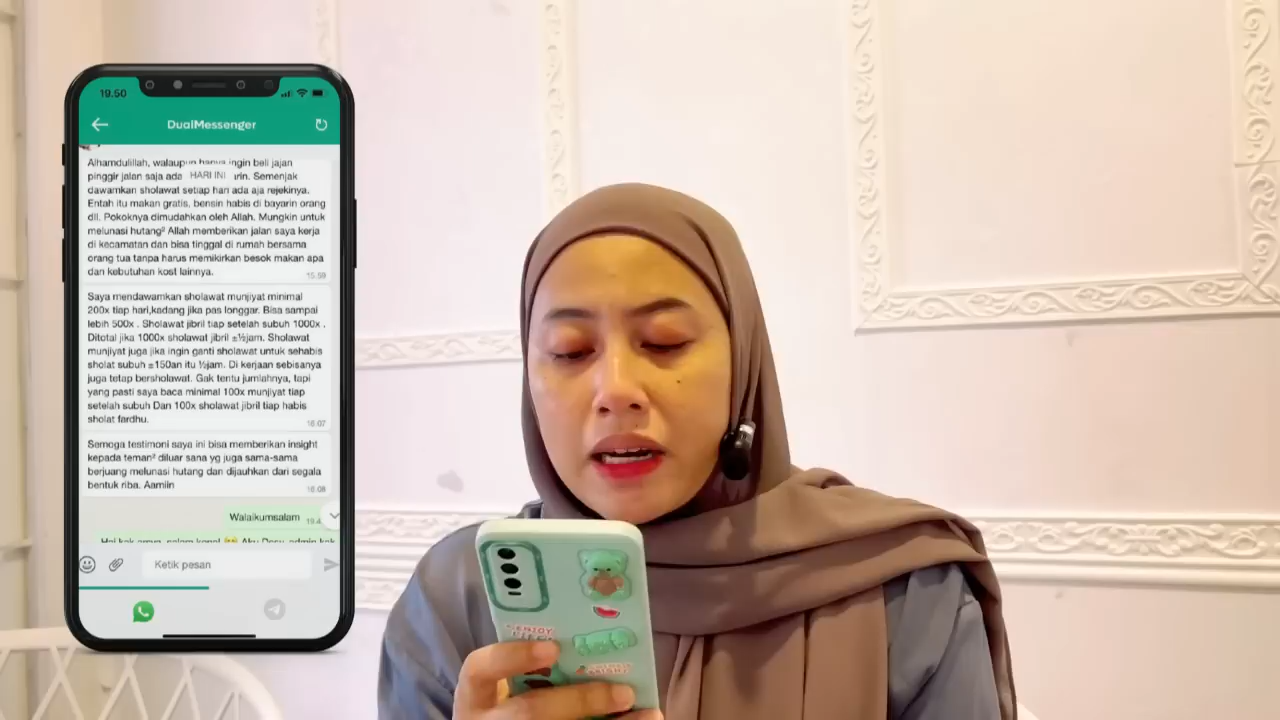 19.50
DualMessenger
Alhamdulillah, walaupun hanya ingin beli jajan
pinggir jalan saja ada
HARI INI
dawamkan sholawat setiap hari ada aja rejekinya.
Entah itu makan gratis, bensin habis di bayarin orang
dll. Pokoknya dimudahkan oleh Allah. Mungkin untuk
melunasi hutang² Allah memberikan jalan saya kerja
di kecamatan dan bisa tinggal di rumah bersama
orang tua tanpa harus memikirkan besok makan apa
dan kebutuhan kost lainnya.
15.59
Saya mendawamkan sholawat munjiyat minimal
200x tiap hari,kadang jika pas longgar. Bisa sampai
lebih 500x . Sholawat jibril tiap setelah subuh 1000x .
Ditotal jika 1000x sholawat jibril ±½jam. Sholawat
munjiyat juga jika ingin ganti sholawat untuk sehabis
sholat subuh ±150an itu ½jam. Di kerjaan sebisanya
juga tetap bersholawat. Gak tentu jumlahnya, tapi
yang pasti saya baca minimal 100x munjiyat tiap
setelah subuh Dan 100x sholawat jibril tiap habis
sholat fardhu.
16.07
Semoga testimoni saya ini bisa memberikan insight
kepada teman² diluar sana yg juga sama-sama
berjuang melunasi hutang dan dijauhkan dari segala
bentuk riba. Aamiin
16.08
Walaikumsalam
Ketik pesan
ENJOY